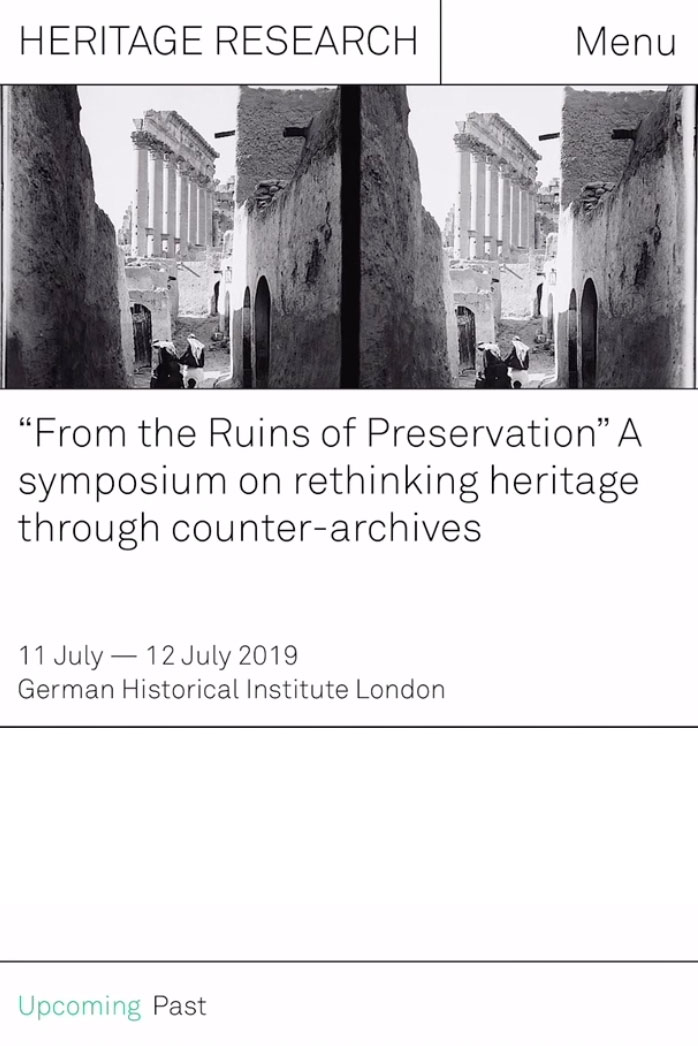 HERITAGE RESEARCH
Menu
“From the Ruins of Preservation” A
symposium on rethinking heritage
through counter-archives
11 July — 12 July 2019
German Historical Institute London
Upcoming Past